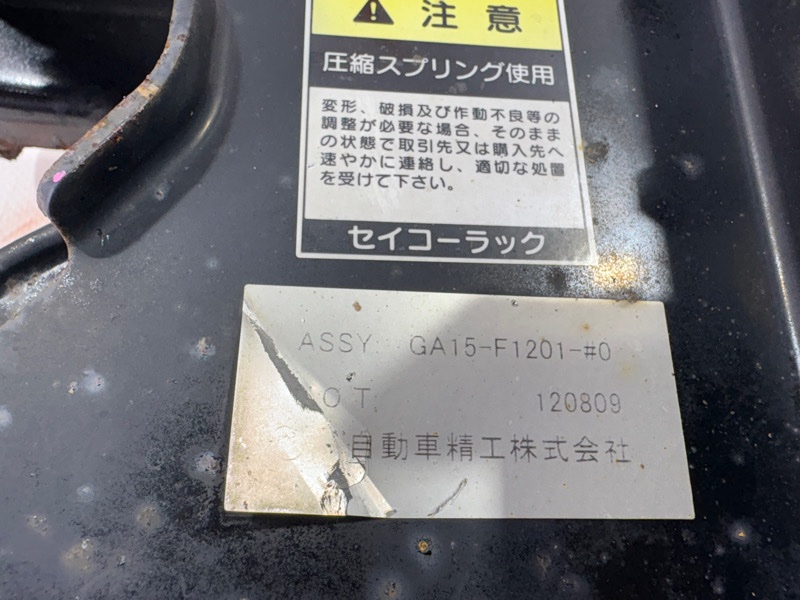 注意
圧縮スプリング使用
変形、破損及び作動不良等の
調整が必要な場合、そのまま
の状態で取引先又は購入先へ
速やかに連絡し、適切な処置
を受けて下さい。
セイコーラック
ASSY GA15-F1201-#0
OT 120809
自動車精工株式会社